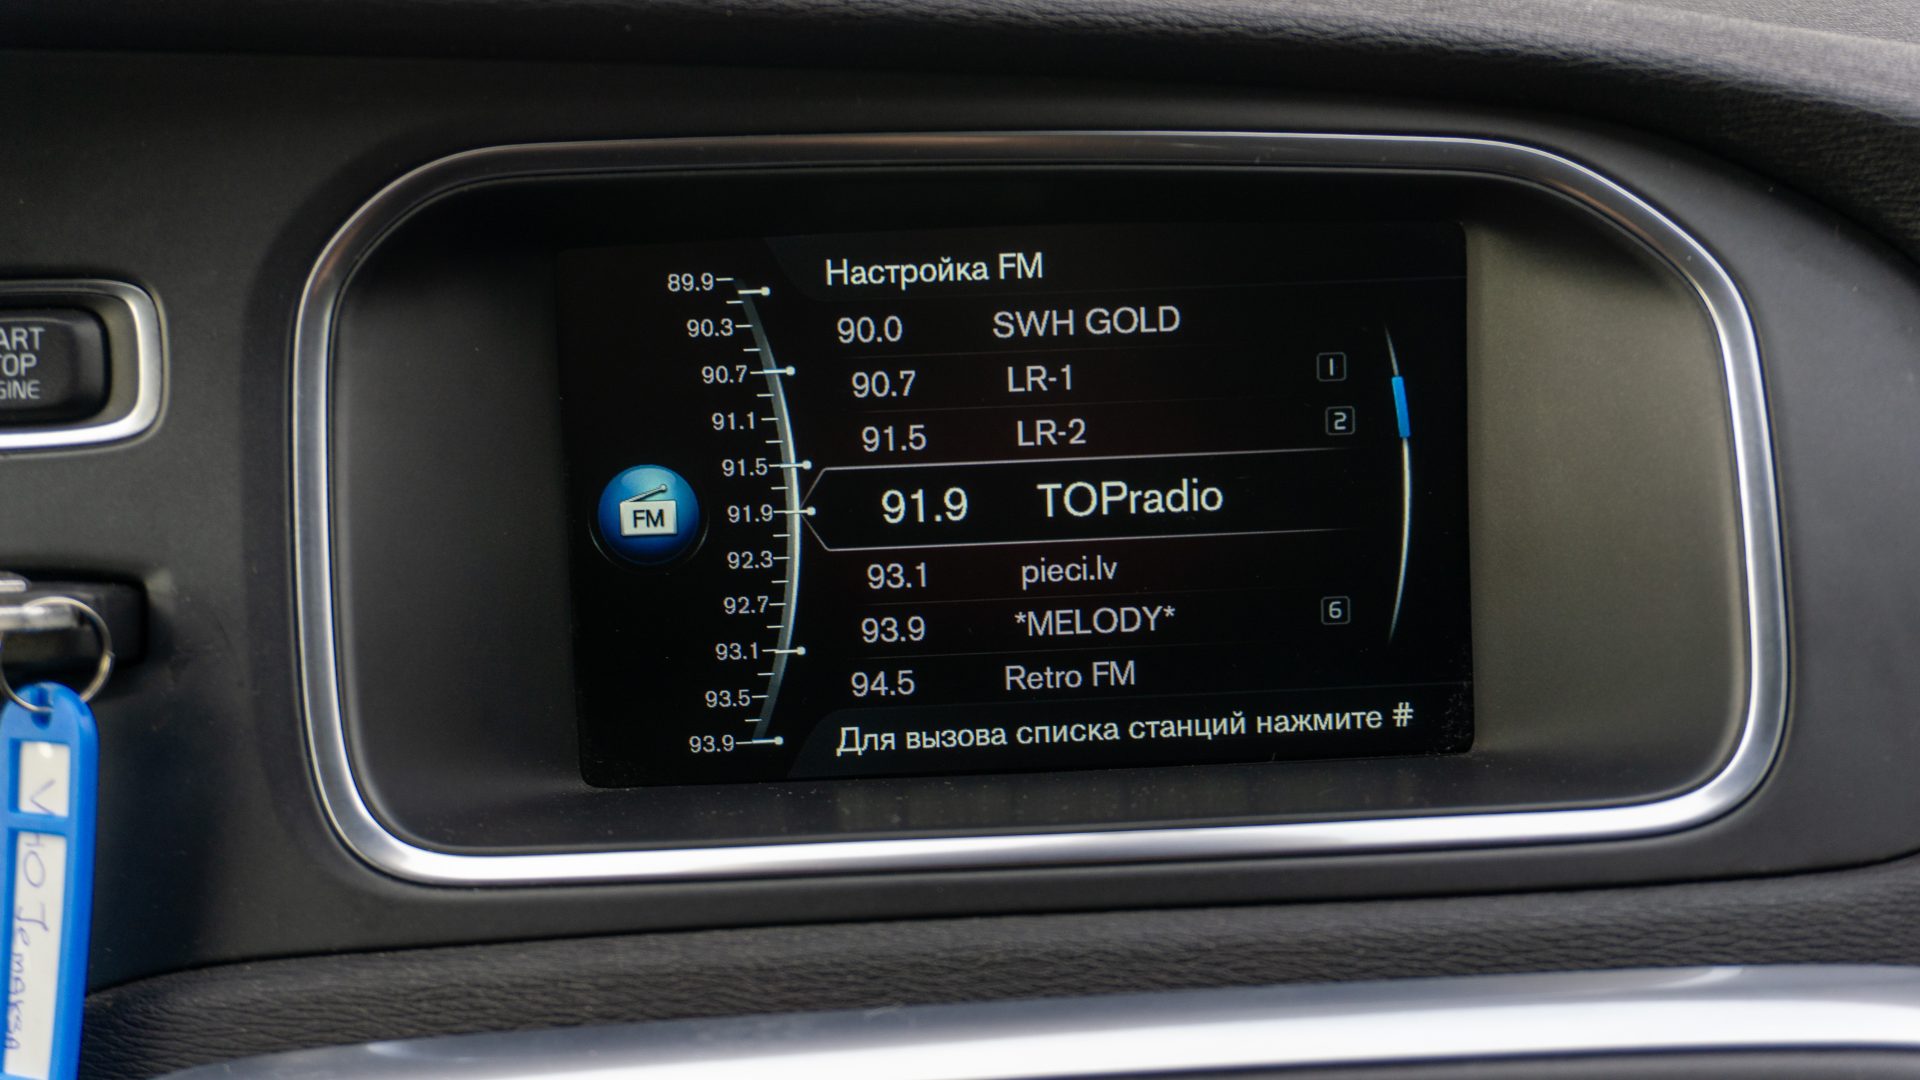 ART
TOP
GINE
89.9
90.3
90.7
91.1
91.5
91.9
92.3
92.7
93.1
93.5
93.9
FM
Настройка FM
90.0 SWH GOLD
90.7 LR-1 1
91.5 LR-2 2
91.9 TOPradio
93.1 pieci.lv
93.9 *MELODY* 6
94.5 Retro FM
Для вызова списка станций нажмите #